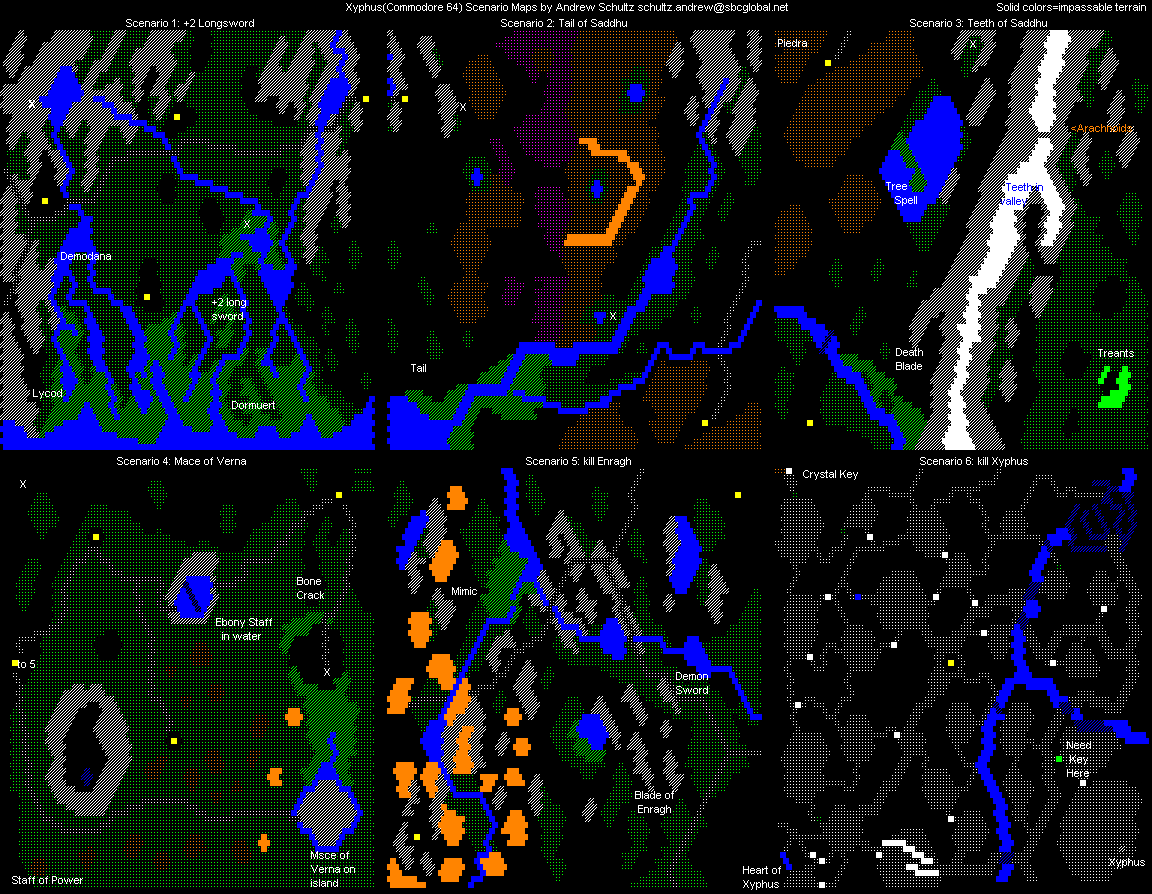 Xyphus(Commodore 64) Scenario Maps by Andrew Schultz schultz.andrew@sbcglobal.net
Solid colors=impassable terrain
Scenario 1: +2 Longsword
Scenario 2: Tail of Saddhu
Scenario 3: Teeth of Saddhu
X
Demodana
+2 long
sword
Lycod
Dormuert
X
X
Tail
Piedra
X
<Arachnoids
Tree
Spell
Teeth in
valley
Death
Blade
Treants
Scenario 4: Mace of Verna
Scenario 5: kill Enragh
Scenario 6: kill Xyphus
X
Bone
Crack
Ebony Staff
in water
to 5
X
Msce of
Verna on
island
Staff of Power
Mimic
Demon
Sword
Blade of
Enragh
Crystal Key
Need
Key
Here
Heart of
Xyphus
Xyphus